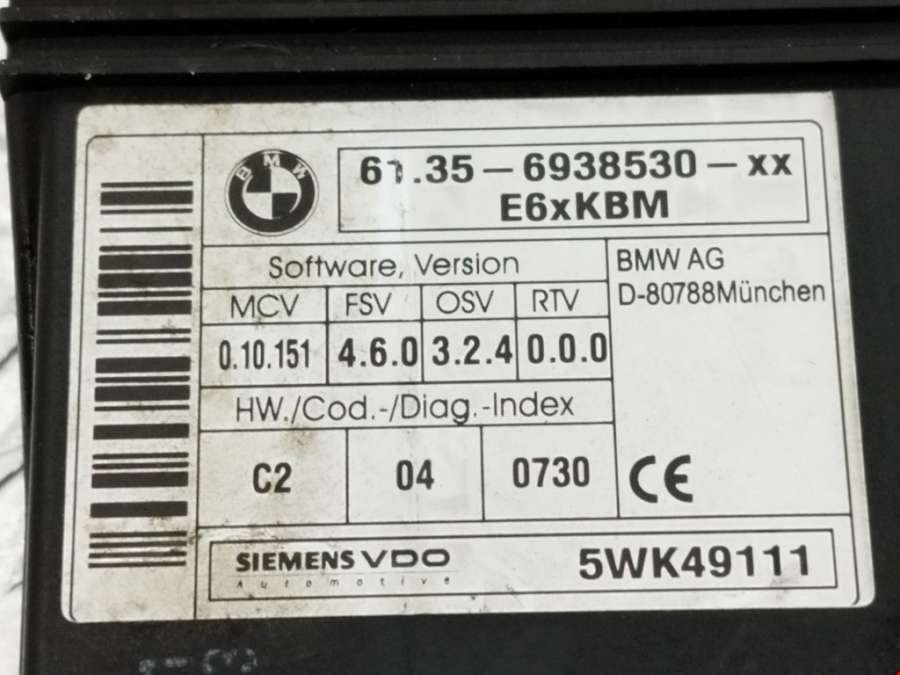 BMW
61.35-6938530-xx
E6xKBM
Software, Version
BMW AG
D-80788München
MCV FSV OSV RTV
0.10.151 4.6.0 3.2.4 0.0.0
HW./Cod.-/Diag.-Index
C2 04 0730
CE
SIEMENS VDO
Automotive
5WK49111